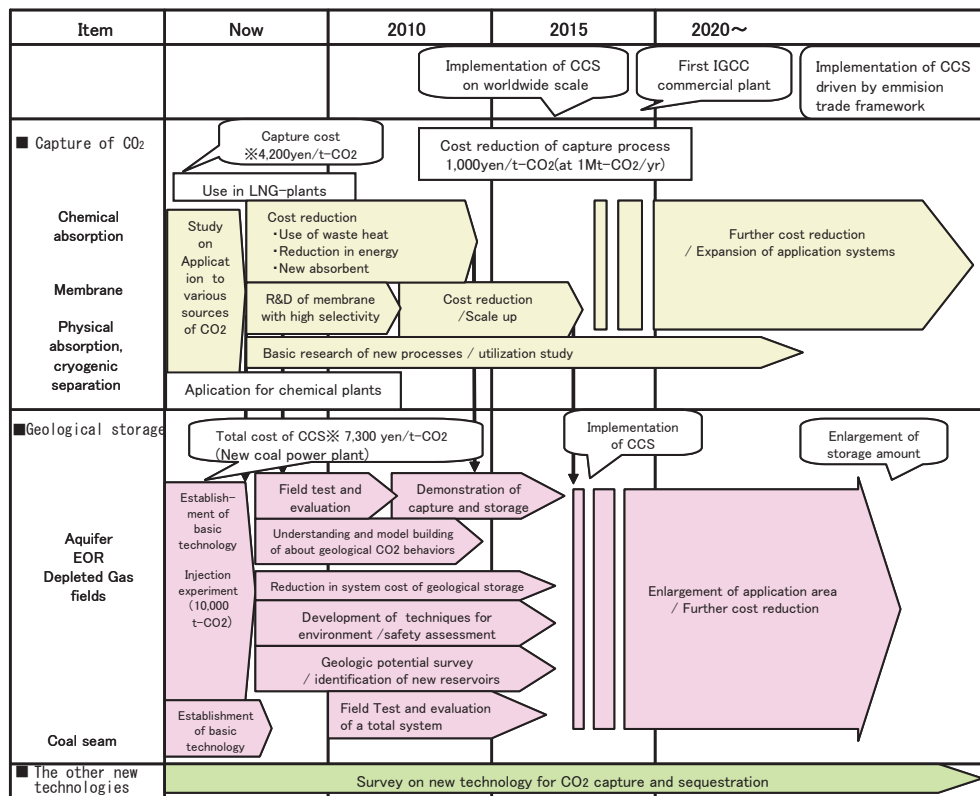 Item
Now
2010
2015
2020～
Implementation of CCS
on worldwide scale
First IGCC
commercial plant
Implementation of CCS
driven by emmision
trade framework
■ Capture of CO2
Capture cost
※4,200yen/t-CO2
Cost reduction of capture process
1,000yen/t-CO2(at 1Mt-CO2/yr)
Use in LNG-plants
Chemical
absorption
Membrane
Physical
absorption,
cryogenic
separation
Study
on
Applicat
ion to
various
sources
of CO2
Cost reduction
・Use of waste heat
・Reduction in energy
・New absorbent
Further cost reduction
/ Expansion of application systems
R&D of membrane
with high selectivity
Cost reduction
/Scale up
Basic research of new processes / utilization study
Aplication for chemical plants
■Geological storage
Total cost of CCS※ 7,300 yen/t-CO2
(New coal power plant)
Implementation
of CCS
Enlargement of
storage amount
Aquifer
EOR
Depleted Gas
fields
Establish-
ment of
basic
technology
Injection
experiment
(10,000
t-CO2)
Field test and
evaluation
Demonstration of
capture and storage
Understanding and model building
of about geological CO2 behaviors
Reduction in system cost of geological storage
Development of techniques for
environment /safety assessment
Geologic potential survey
/ identification of new reservoirs
Enlargement of application area
/ Further cost reduction
Coal seam
Establishment
of basic
technology
Field Test and evaluation
of a total system
■ The other new
technologies
Survey on new technology for CO2 capture and sequestration